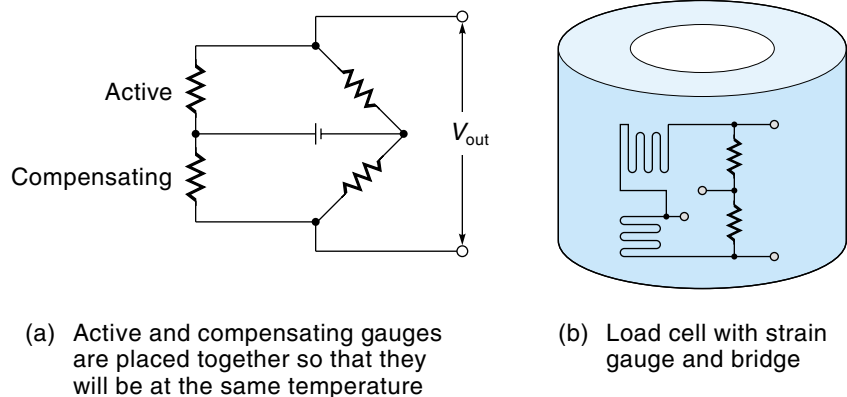 Active
Compensating
Vout
(a) Active and compensating gauges
are placed together so that they
will be at the same temperature
(b) Load cell with strain
gauge and bridge